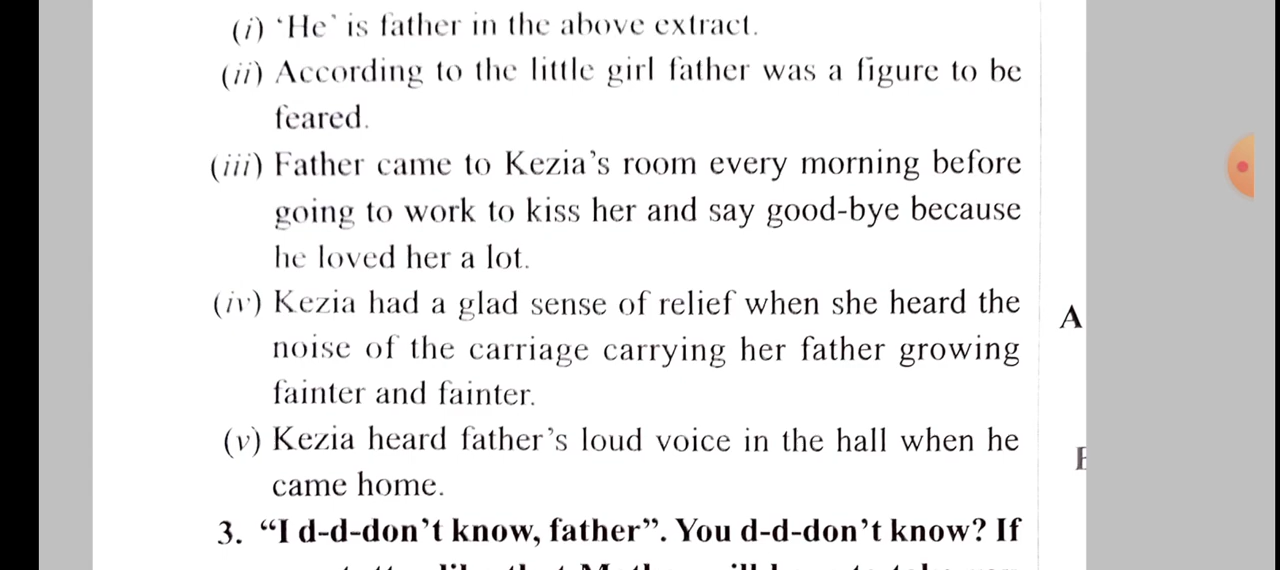 (i) ‘He’ is father in the above extract.
(ii) According to the little girl father was a figure to be
feared.
(iii) Father came to Kezia’s room every morning before
going to work to kiss her and say good-bye because
he loved her a lot.
(iv) Kezia had a glad sense of relief when she heard the
noise of the carriage carrying her father growing
fainter and fainter.
A
(v) Kezia heard father’s loud voice in the hall when he
came home.
3. “I d-d-don’t know, father”. You d-d-don’t know? If